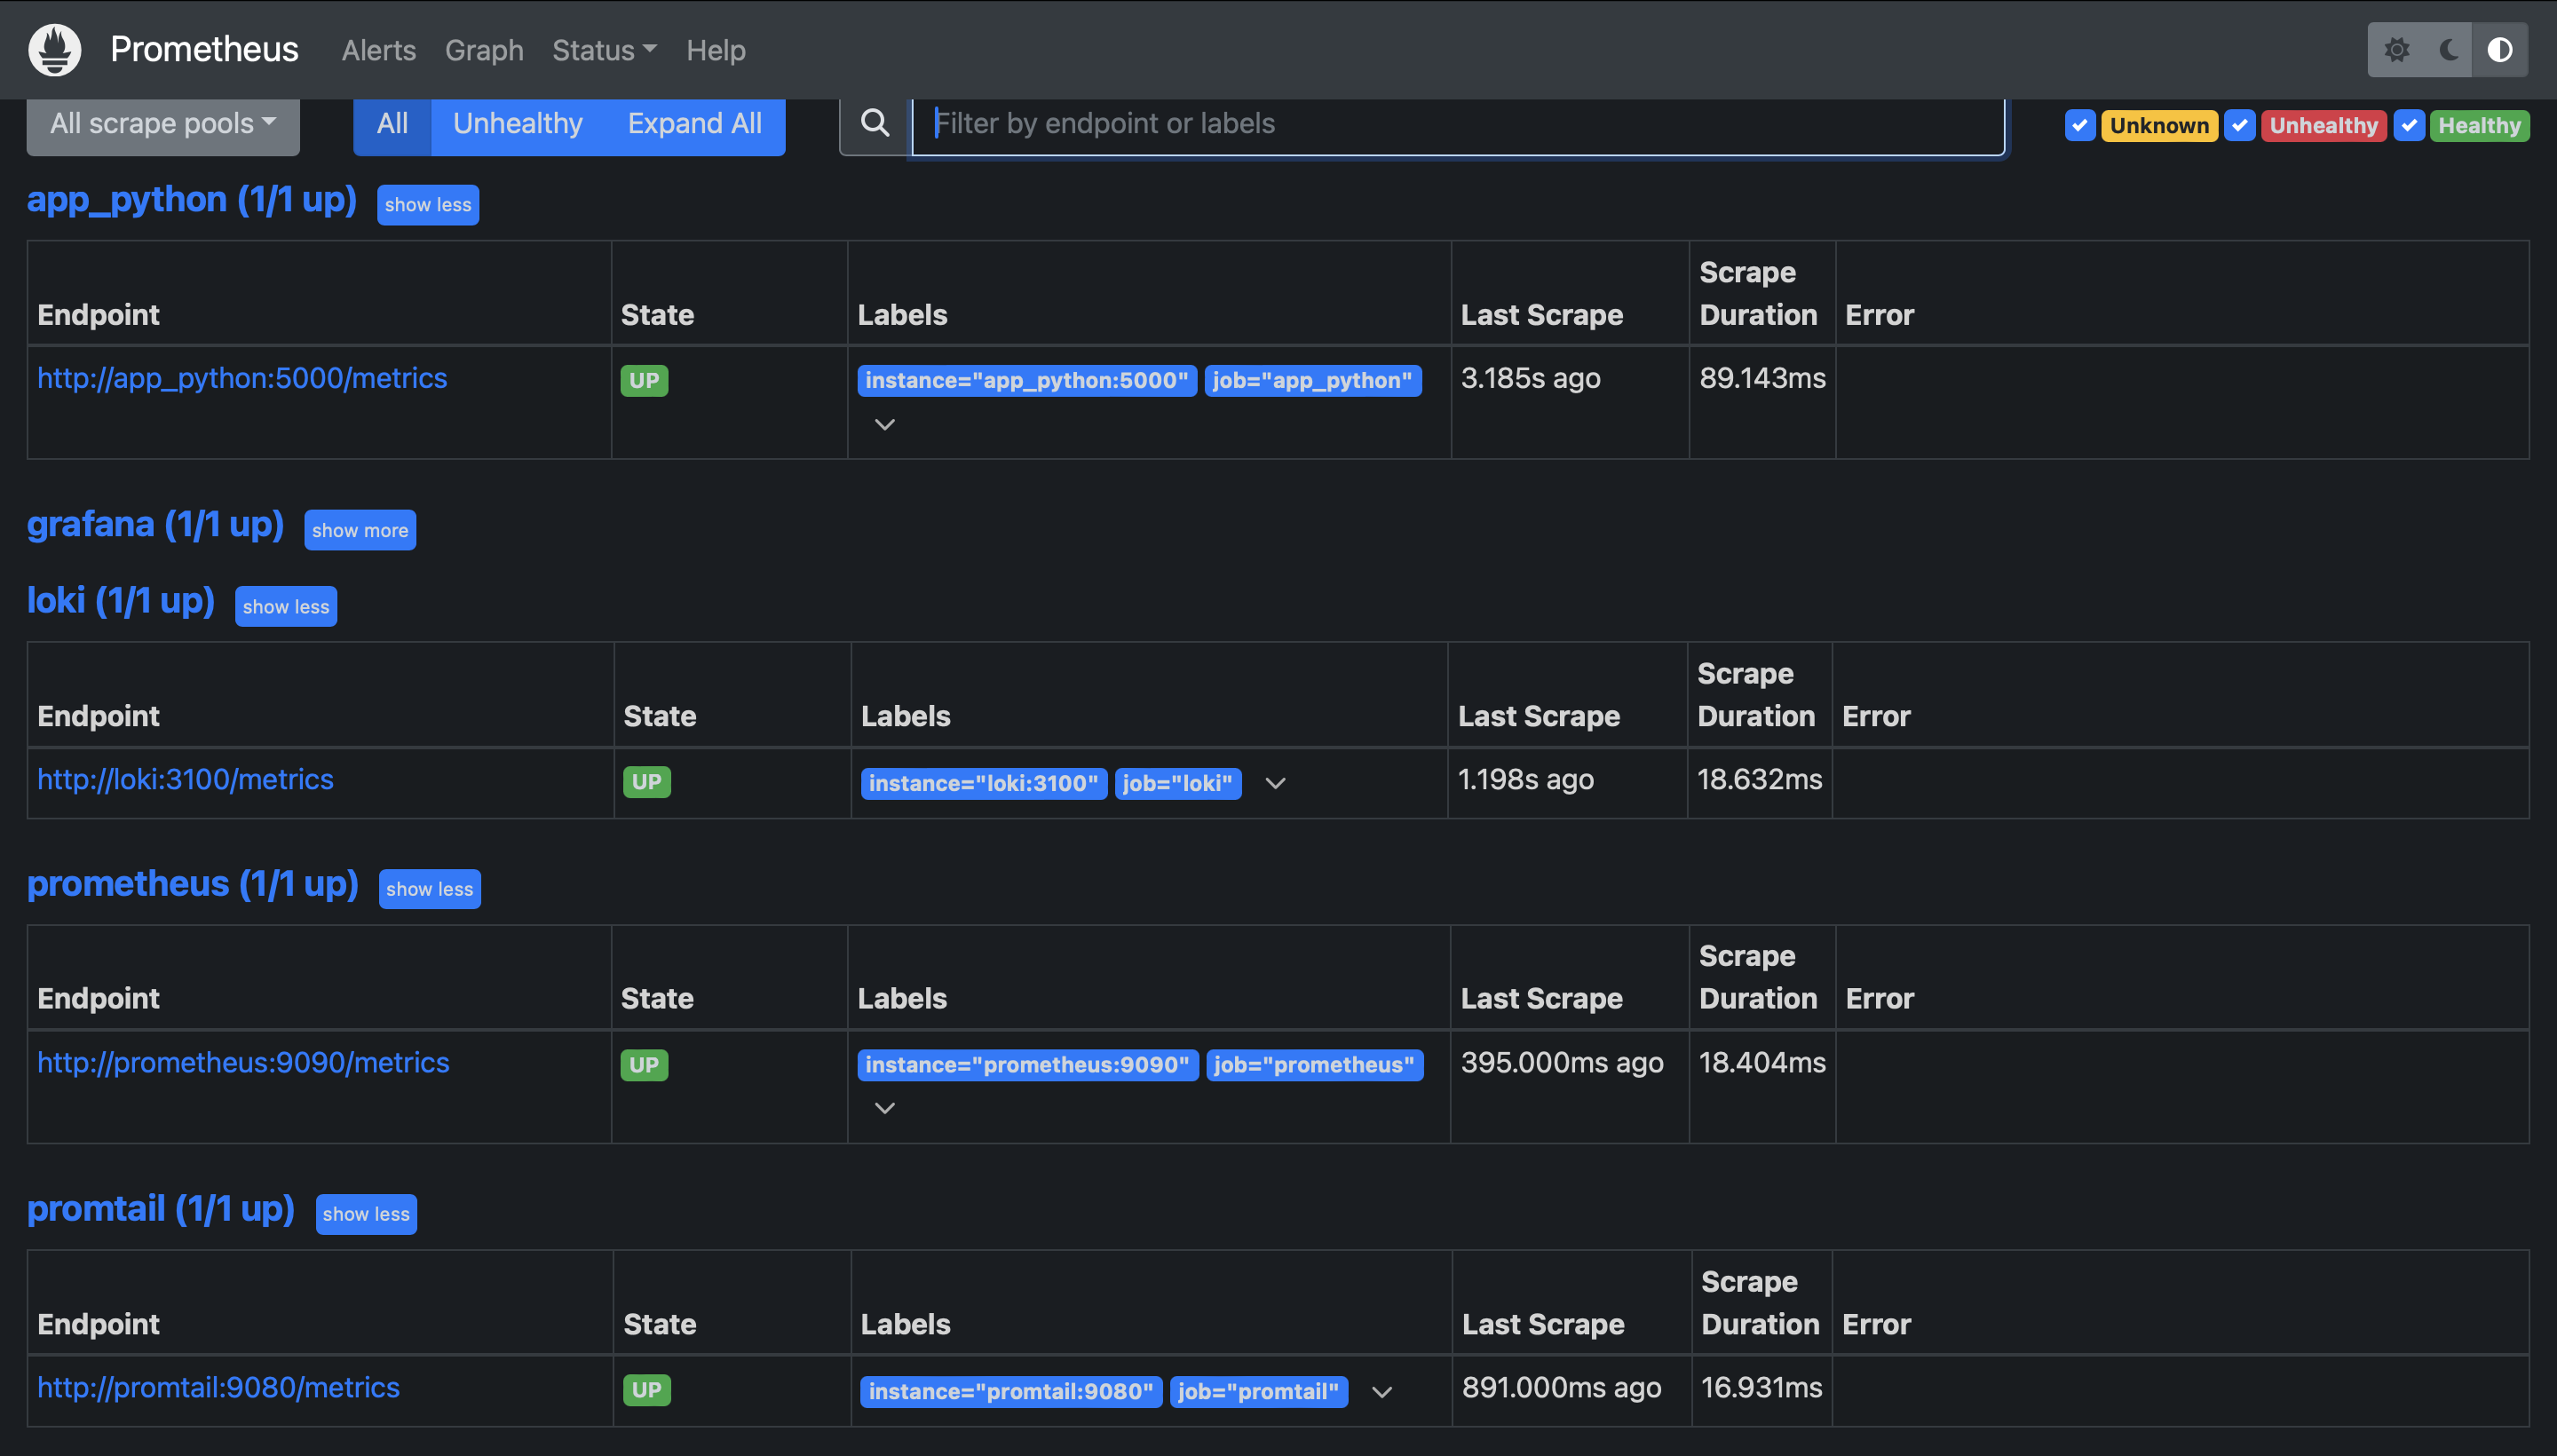 Prometheus Alerts Graph Status Help
All scrape pools All Unhealthy Expand All Filter by endpoint or labels Unknown Unhealthy Healthy
app_python (1/1 up) show less
Endpoint State Labels Last Scrape Scrape Duration Error
http://app_python:5000/metrics UP instance="app_python:5000" job="app_python" 3.185s ago 89.143ms
grafana (1/1 up) show more
loki (1/1 up) show less
Endpoint State Labels Last Scrape Scrape Duration Error
http://loki:3100/metrics UP instance="loki:3100" job="loki" 1.198s ago 18.632ms
prometheus (1/1 up) show less
Endpoint State Labels Last Scrape Scrape Duration Error
http://prometheus:9090/metrics UP instance="prometheus:9090" job="prometheus" 395.000ms ago 18.404ms
promtail (1/1 up) show less
Endpoint State Labels Last Scrape Scrape Duration Error
http://promtail:9080/metrics UP instance="promtail:9080" job="promtail" 891.000ms ago 16.931ms